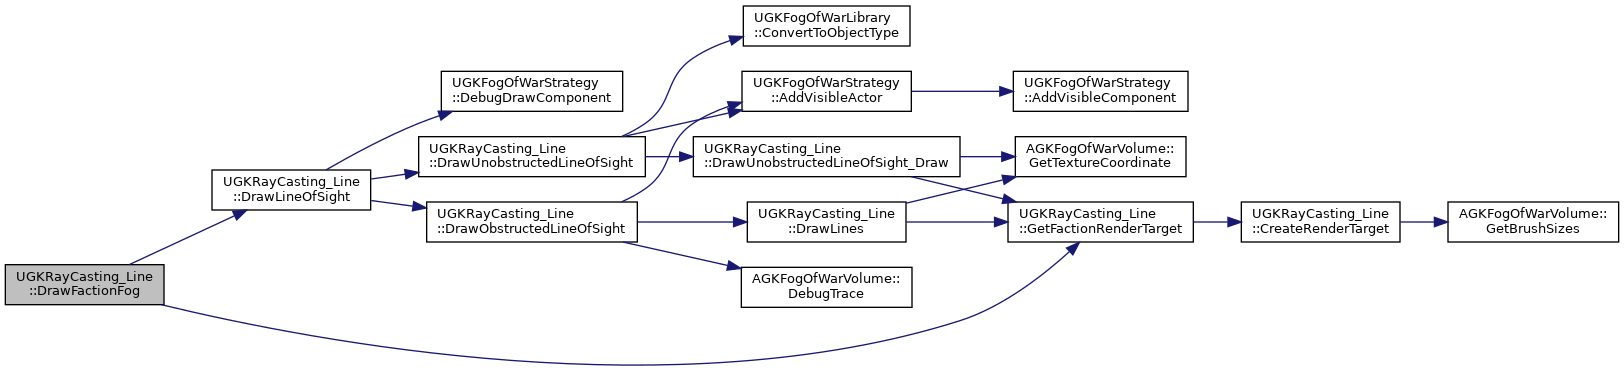 UGKFogOfWarLibrary
::ConvertToObjectType
UGKFogOfWarStrategy
::DebugDrawComponent
UGKFogOfWarStrategy
::AddVisibleActor
UGKFogOfWarStrategy
::AddVisibleComponent
UGKRayCasting_Line
::DrawUnobstructedLineOfSight
UGKRayCasting_Line
::DrawUnobstructedLineOfSight_Draw
AGKFogOfWarVolume::
GetTextureCoordinate
UGKRayCasting_Line
::DrawLineOfSight
UGKRayCasting_Line
::DrawObstructedLineOfSight
UGKRayCasting_Line
::DrawLines
UGKRayCasting_Line
::GetFactionRenderTarget
UGKRayCasting_Line
::CreateRenderTarget
AGKFogOfWarVolume::
GetBrushSizes
UGKRayCasting_Line
::DrawFactionFog
AGKFogOfWarVolume::
DebugTrace